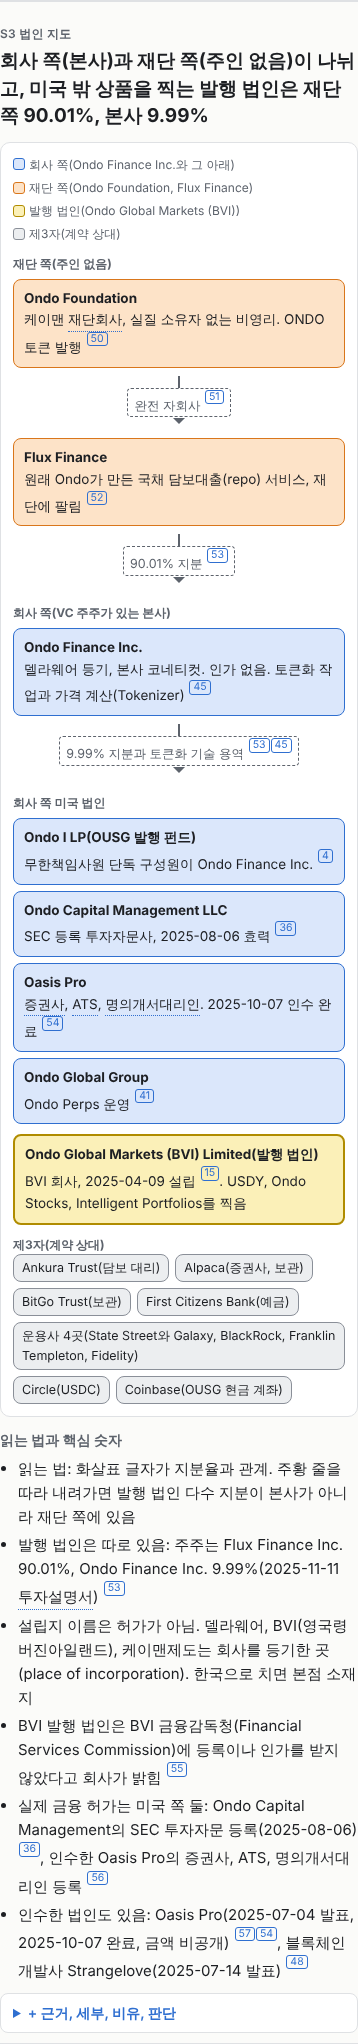 S3 법인 지도
회사 쪽(본사)과 재단 쪽(주인 없음)이 나뉘
고, 미국 밖 상품을 찍는 발행 법인은 재단
쪽 90.01%, 본사 9.99%
회사 쪽(Ondo Finance Inc.와 그 아래)
재단 쪽(Ondo Foundation, Flux Finance)
발행 법인(Ondo Global Markets (BVI))
제3자(계약 상대)
재단 쪽(주인 없음)
Ondo Foundation
케이맨 재단회사, 실질 소유자 없는 비영리. ONDO
토큰 발행 50
완전 자회사 51
Flux Finance
원래 Ondo가 만든 국채 담보대출(repo) 서비스, 재
단에 팔림 52
90.01% 지분 53
회사 쪽(VC 주주가 있는 본사)
Ondo Finance Inc.
델라웨어 등기, 본사 코네티컷. 인가 없음. 토큰화 작
업과 가격 계산(Tokenizer) 45
9.99% 지분과 토큰화 기술 용역 53 45
회사 쪽 미국 법인
Ondo I LP(OUSG 발행 펀드)
무한책임사원 단독 구성원이 Ondo Finance Inc. 4
Ondo Capital Management LLC
SEC 등록 투자자문사, 2025-08-06 효력 36
Oasis Pro
증권사, ATS, 명의개서대리인. 2025-10-07 인수 완
료 54
Ondo Global Group
Ondo Perps 운영 41
Ondo Global Markets (BVI) Limited(발행 법인)
BVI 회사, 2025-04-09 설립 15. USDY, Ondo
Stocks, Intelligent Portfolios를 찍음
제3자(계약 상대)
Ankura Trust(담보 대리) Alpaca(증권사, 보관)
BitGo Trust(보관) First Citizens Bank(예금)
운용사 4곳(State Street와 Galaxy, BlackRock, Franklin
Templeton, Fidelity)
Circle(USDC) Coinbase(OUSG 현금 계좌)
읽는 법과 핵심 숫자
• 읽는 법: 화살표 글자가 지분율과 관계. 주황 줄을
따라 내려가면 발행 법인 다수 지분이 본사가 아니
라 재단 쪽에 있음
• 발행 법인은 따로 있음: 주주는 Flux Finance Inc.
90.01%, Ondo Finance Inc. 9.99%(2025-11-11
투자설명서) 53
• 설립지 이름은 허가가 아님. 델라웨어, BVI(영국령
버진아일랜드), 케이맨제도는 회사를 등기한 곳
(place of incorporation). 한국으로 치면 본점 소재
지
• BVI 발행 법인은 BVI 금융감독청(Financial
Services Commission)에 등록이나 인가를 받지
않았다고 회사가 밝힘 55
• 실제 금융 허가는 미국 쪽 둘: Ondo Capital
Management의 SEC 투자자문 등록(2025-08-06)
36, 인수한 Oasis Pro의 증권사, ATS, 명의개서대
리인 등록 56
• 인수한 법인도 있음: Oasis Pro(2025-07-04 발표,
2025-10-07 완료, 금액 비공개) 57 54, 블록체인
개발사 Strangelove(2025-07-14 발표) 48
▶ + 근거, 세부, 비유, 판단